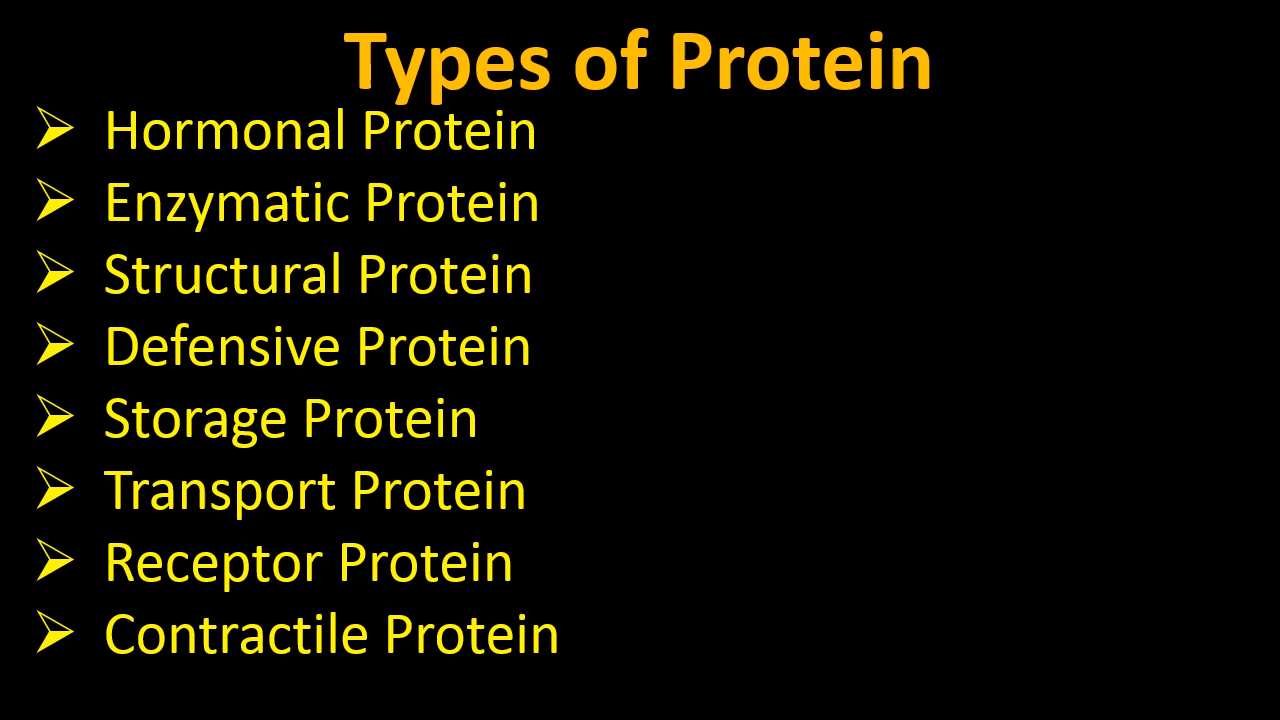 Types of Protein
➢ Hormonal Protein
➢ Enzymatic Protein
➢ Structural Protein
➢ Defensive Protein
➢ Storage Protein
➢ Transport Protein
➢ Receptor Protein
➢ Contractile Protein